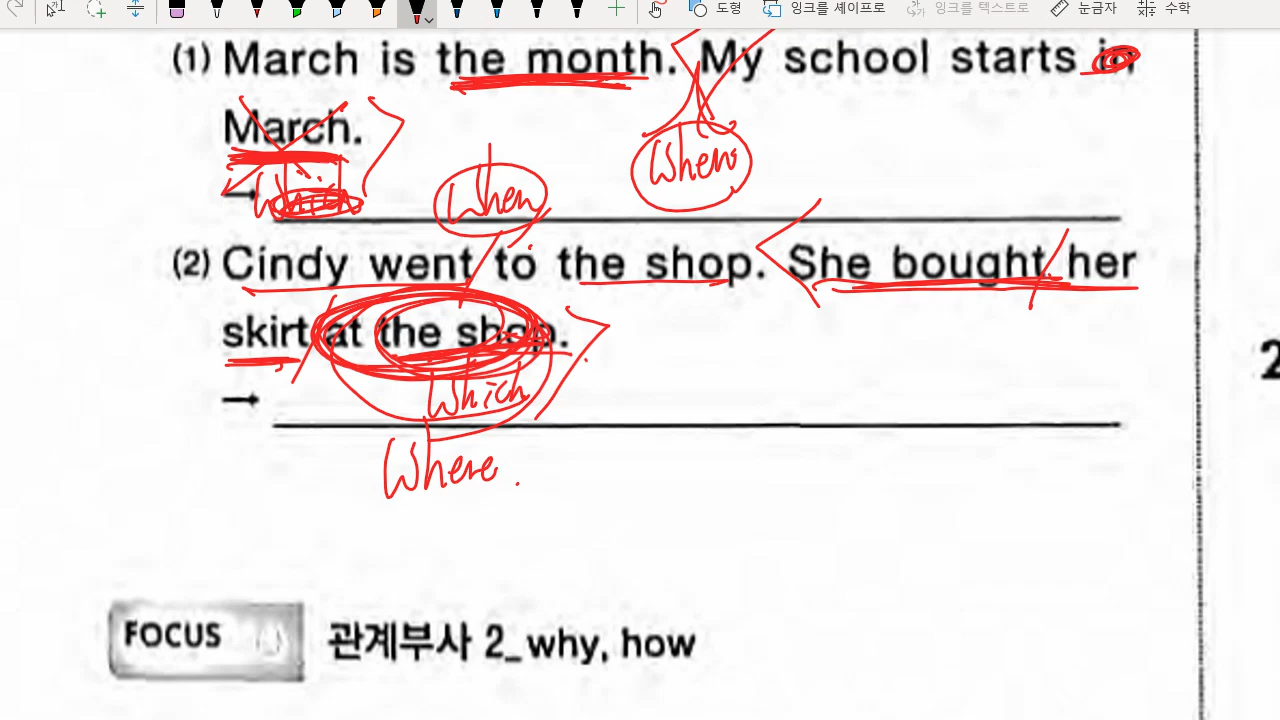 도형 잉크를 셰이프로 잉크를 텍스트로 눈금자 수학
(1) March is the month. My school starts in
March.
When
Which
When
→
(2) Cindy went to the shop. She bought her
skirt at the shop.
Which
→
Where.
2
FOCUS 관계부사 2_why, how